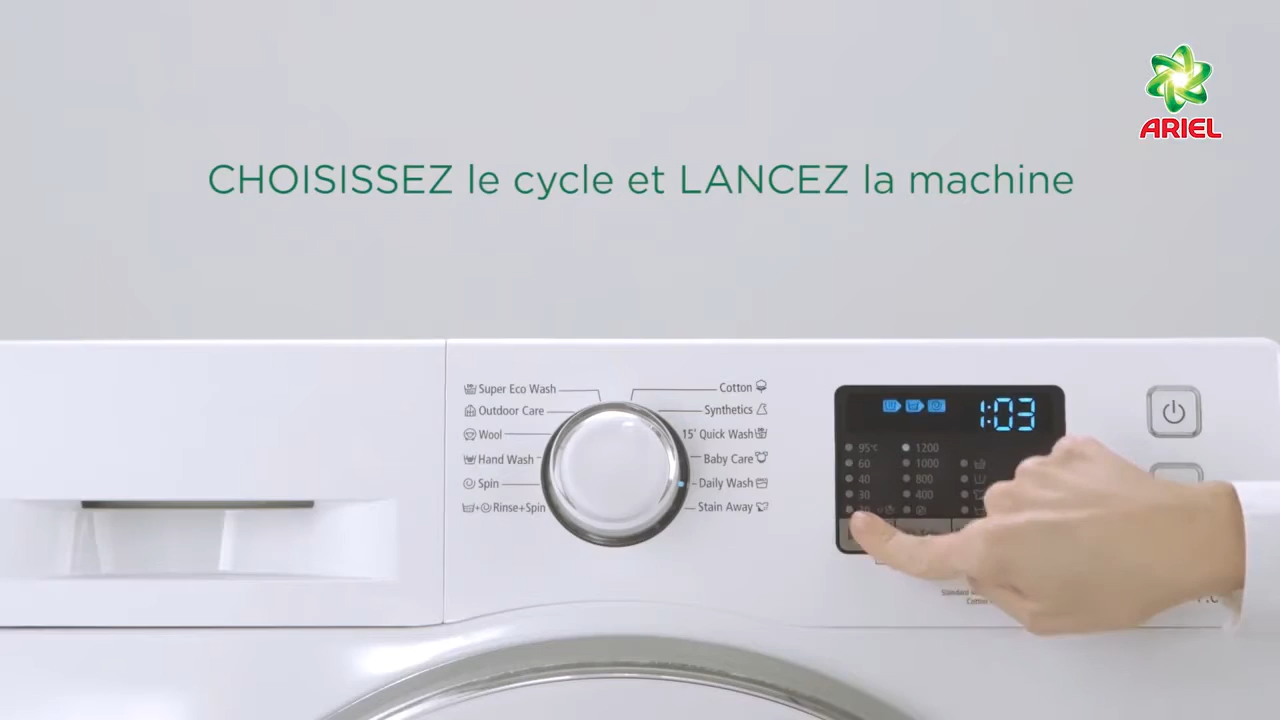 ARIEL
CHOISISSEZ le cycle et LANCEZ la machine
Super Eco Wash
Outdoor Care
Wool
Hand Wash
Spin
+ Rinse+Spin
Cotton
Synthetics
15' Quick Wash
Baby Care
Daily Wash
Stain Away
1:03
95℃ 1200
60 1000
40 800
30 400